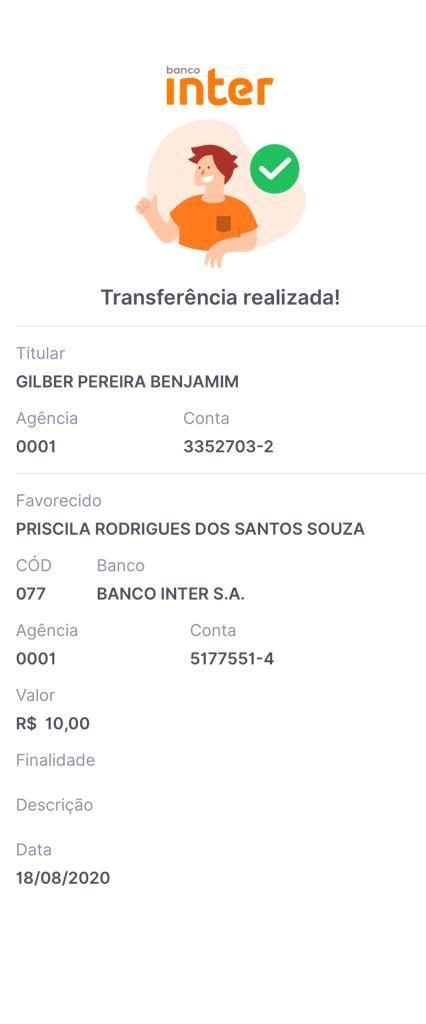 banco
inter
Transferência realizada!
Titular
GILBER PEREIRA BENJAMIM
Agência Conta
0001 3352703-2
Favorecido
PRISCILA RODRIGUES DOS SANTOS SOUZA
CÓD Banco
077 BANCO INTER S.A.
Agência Conta
0001 5177551-4
Valor
R$ 10,00
Finalidade
Descrição
Data
18/08/2020